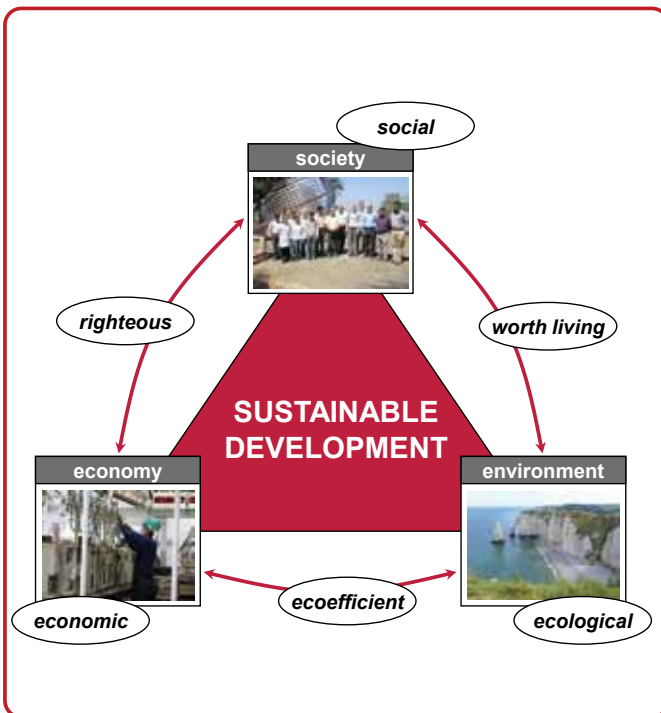 social
society
righteous
worth living
SUSTAINABLE
DEVELOPMENT
economy
environment
ecoefficient
economic
ecological